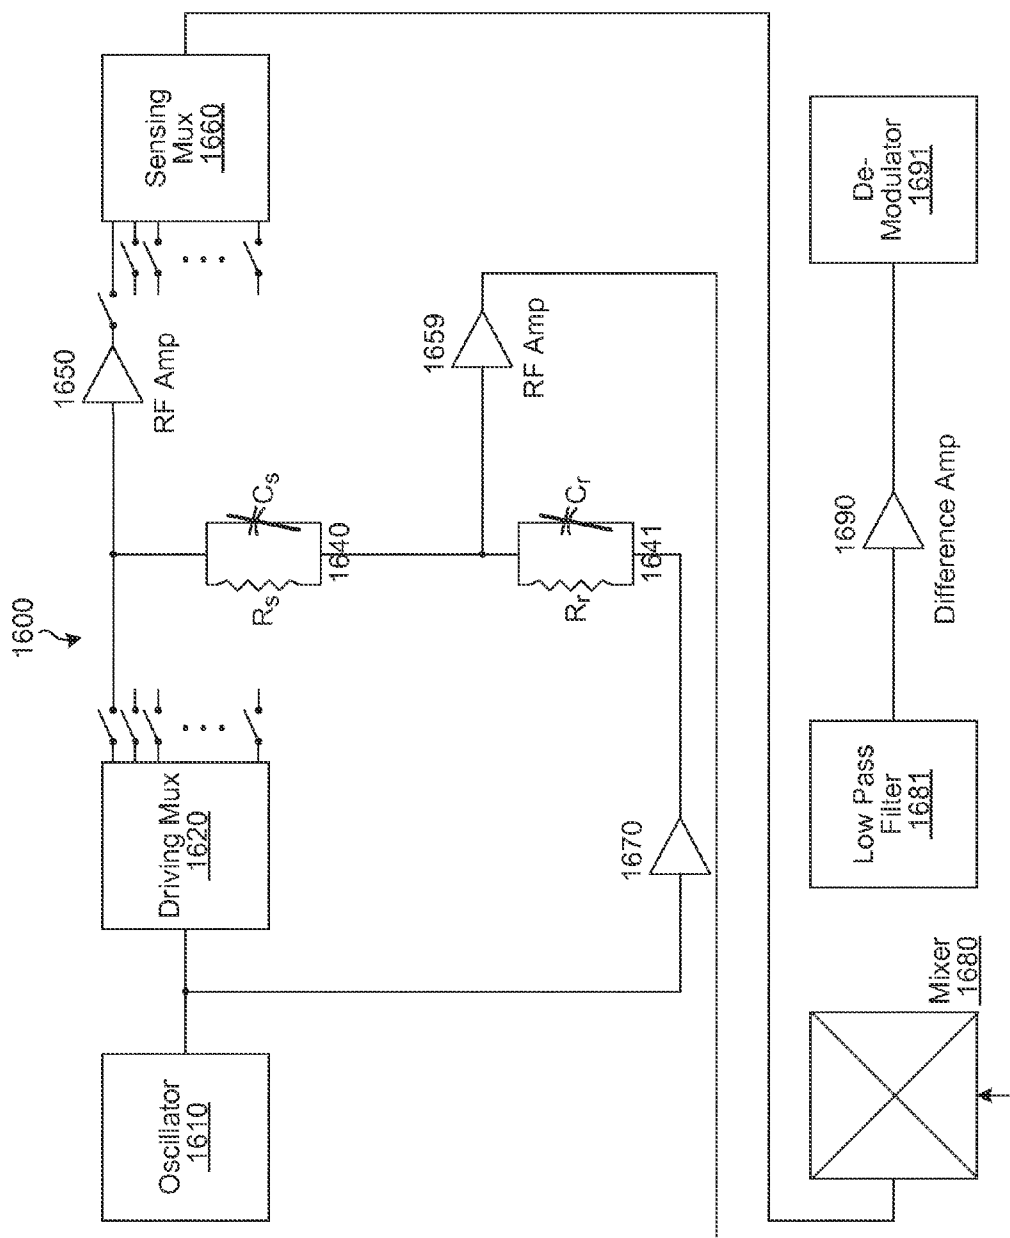 1600
Oscillator
1610
Driving Mux
1620
Rs
Cs
1640
1650
RF Amp
Sensing
Mux
1660
1659
RF Amp
Rr
Cr
1641
1670
Mixer
1680
Low Pass
Filter
1681
1690
Difference Amp
De-
Modulator
1691